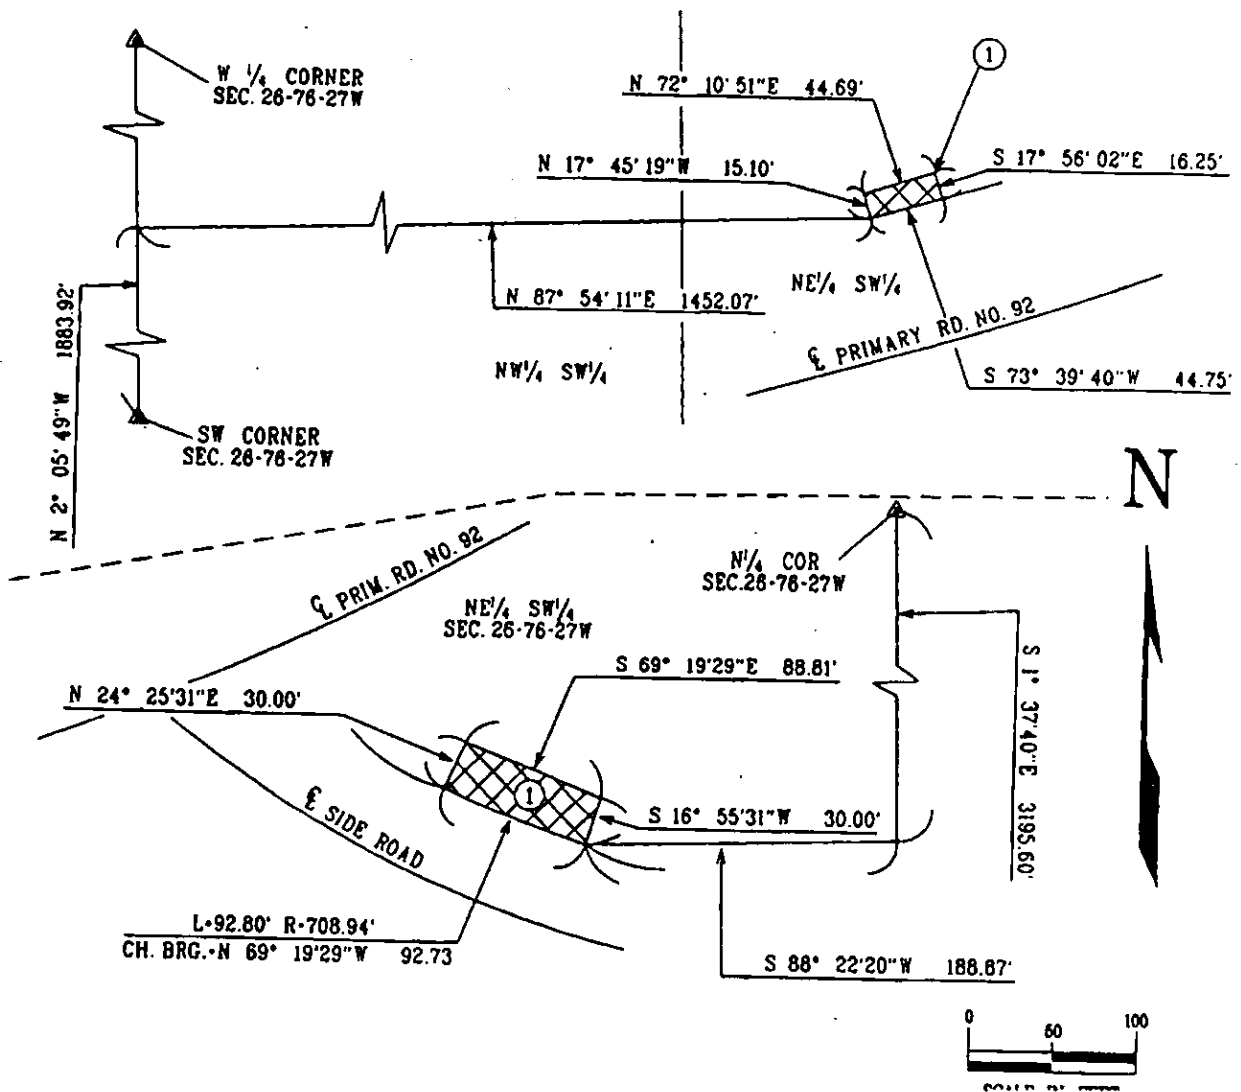 W 1/4 CORNER
SEC. 26-76-27W
N 72° 10' 51"E 44.69'
1
N 17° 45' 19"W 15.10'
S 17° 56' 02"E 16.25'
N 87° 54' 11"E 1452.07'
NE1/4 SW1/4
℄ PRIMARY RD. NO. 92
N 2° 05' 49"W 1883.92'
NW1/4 SW1/4
S 73° 39' 40"W 44.75'
SW CORNER
SEC. 26-76-27W
N
℄ PRIM. RD. NO. 92
N1/4 COR
SEC.26-76-27W
NE1/4 SW1/4
SEC. 26-76-27W
S 69° 19'29"E 88.81'
N 24° 25'31"E 30.00'
S 1° 37'40"E 3195.60'
1
S 16° 55'31"W 30.00'
℄ SIDE ROAD
L=92.80' R=708.94'
CH. BRG.=N 69° 19'29"W 92.73
S 88° 22'20"W 188.87'
0 50 100
SCALE IN FEET